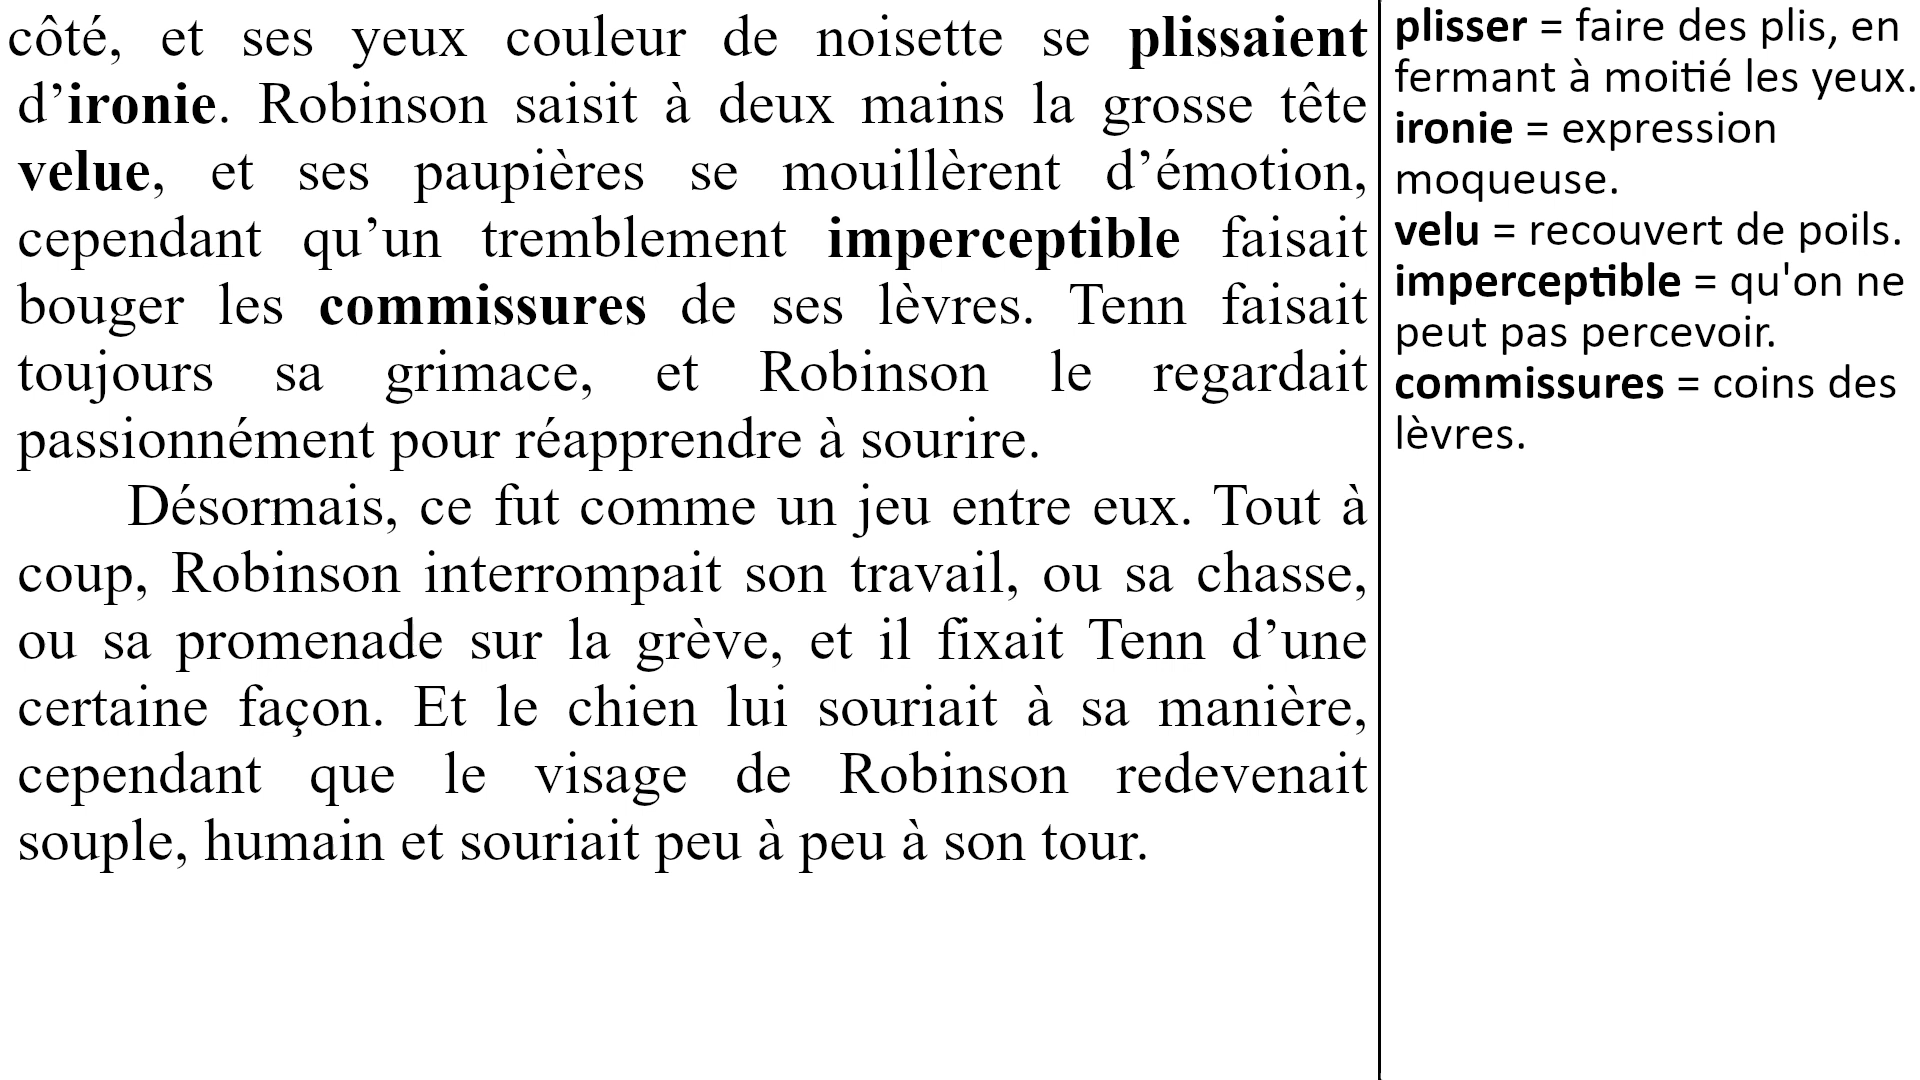 côté, et ses yeux couleur de noisette se plissaient
d’ironie. Robinson saisit à deux mains la grosse tête
velue, et ses paupières se mouillèrent d’émotion,
cependant qu’un tremblement imperceptible faisait
bouger les commissures de ses lèvres. Tenn faisait
toujours sa grimace, et Robinson le regardait
passionnément pour réapprendre à sourire.
Désormais, ce fut comme un jeu entre eux. Tout à
coup, Robinson interrompait son travail, ou sa chasse,
ou sa promenade sur la grève, et il fixait Tenn d’une
certaine façon. Et le chien lui souriait à sa manière,
cependant que le visage de Robinson redevenait
souple, humain et souriait peu à peu à son tour.
plisser = faire des plis, en
fermant à moitié les yeux.
ironie = expression
moqueuse.
velu = recouvert de poils.
imperceptible = qu'on ne
peut pas percevoir.
commissures = coins des
lèvres.